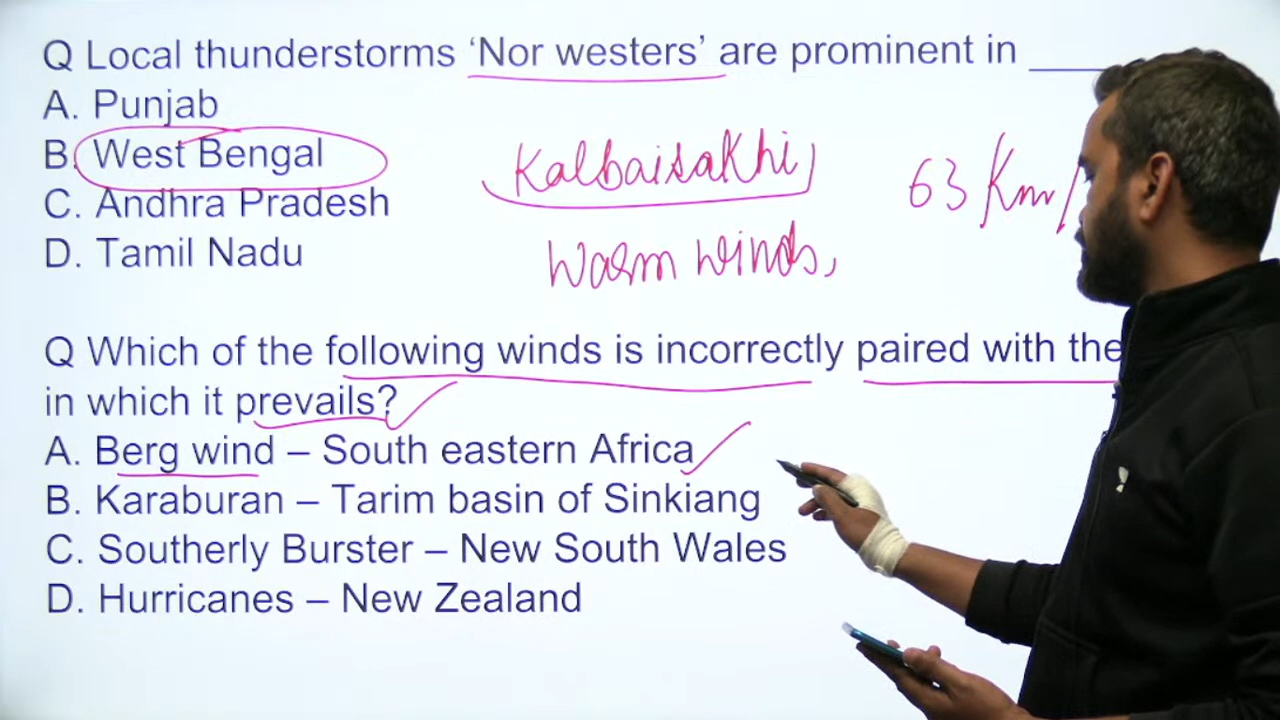 Q Local thunderstorms ‘Nor westers’ are prominent in ____
A. Punjab
B. West Bengal
C. Andhra Pradesh
D. Tamil Nadu
Kalbaisakhi
Warm winds,
63 Km/
Q Which of the following winds is incorrectly paired with the
in which it prevails?
A. Berg wind – South eastern Africa
B. Karaburan – Tarim basin of Sinkiang
C. Southerly Burster – New South Wales
D. Hurricanes – New Zealand